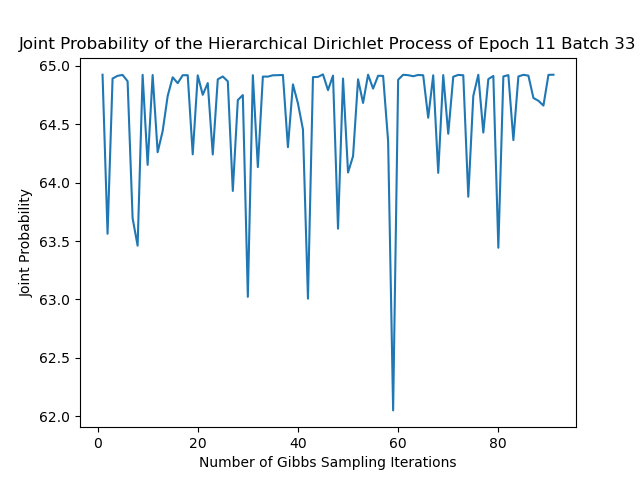 Joint Probability of the Hierarchical Dirichlet Process of Epoch 11 Batch 33
65.0
64.5
64.0
63.5
63.0
62.5
62.0
Joint Probability
0 20 40 60 80
Number of Gibbs Sampling Iterations